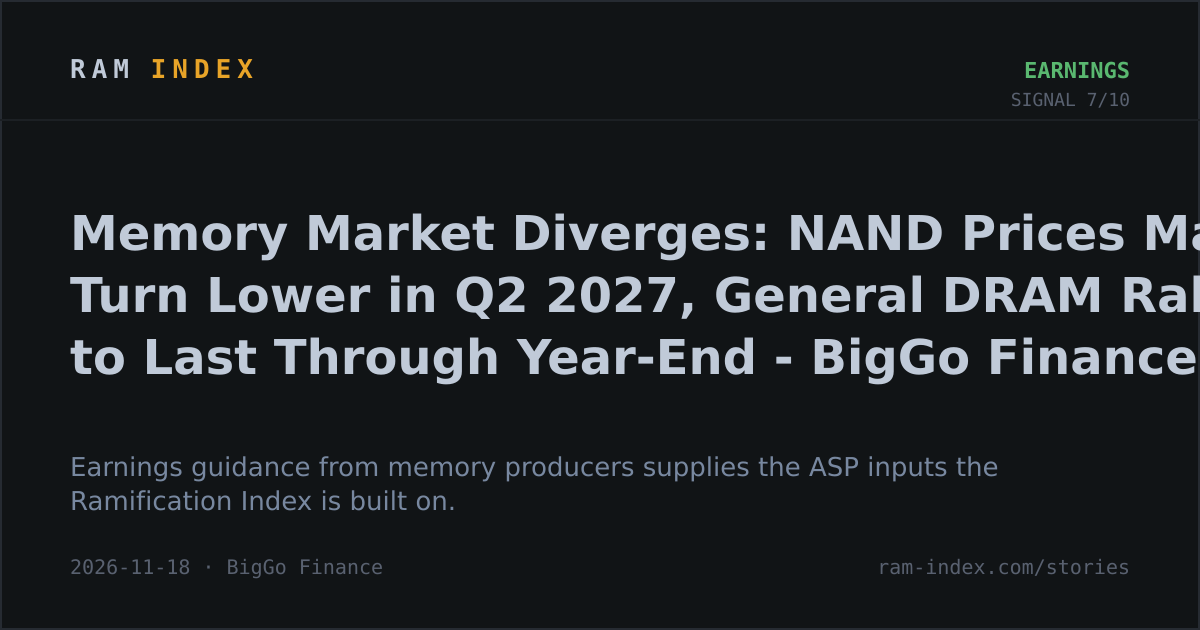 RAM INDEX
EARNINGS
SIGNAL 7/10
Memory Market Diverges: NAND Prices
Turn Lower in Q2 2027, General DRAM
to Last Through Year-End - BigGo Finance
Earnings guidance from memory producers supplies the ASP inputs the
Ramification Index is built on.
2026-11-18 · BigGo Finance
ram-index.com/stories